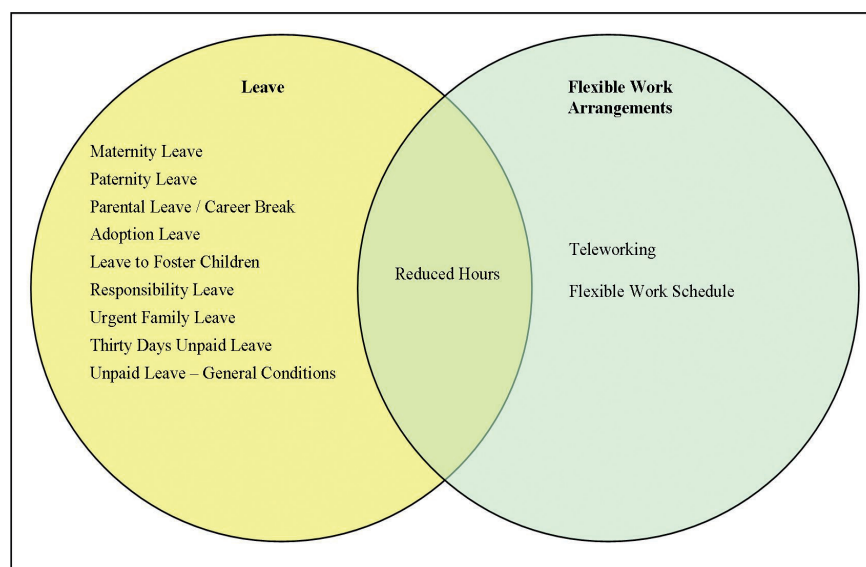 Leave
Maternity Leave
Paternity Leave
Parental Leave / Career Break
Adoption Leave
Leave to Foster Children
Responsibility Leave
Urgent Family Leave
Thirty Days Unpaid Leave
Unpaid Leave – General Conditions
Reduced Hours
Flexible Work
Arrangements
Teleworking
Flexible Work Schedule